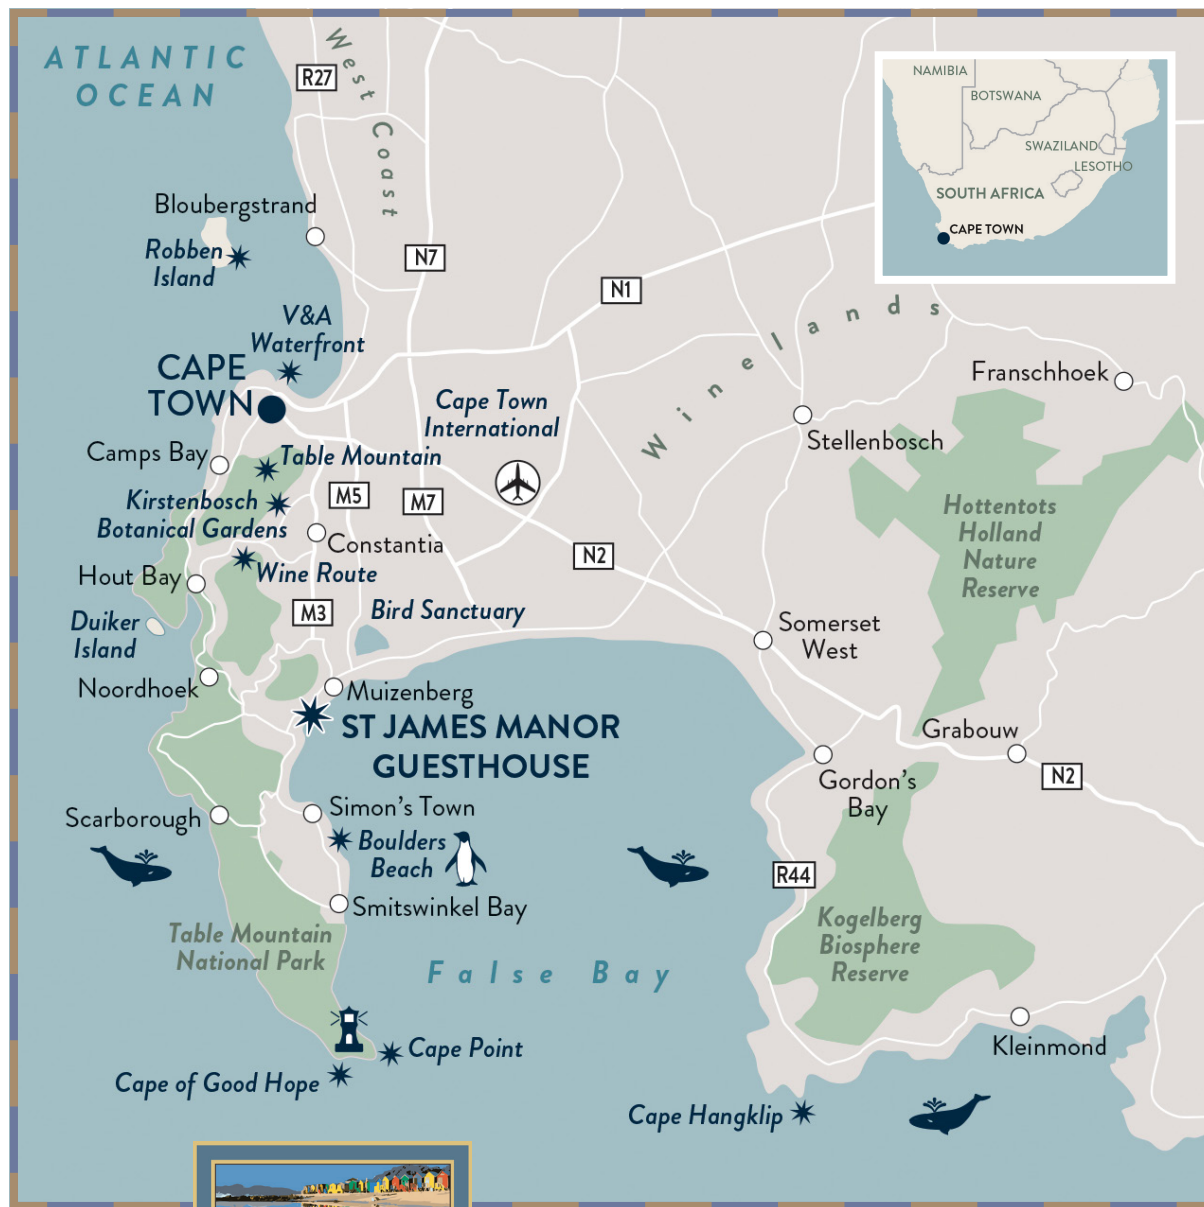 ATLANTIC
OCEAN
R27
West Coast
NAMIBIA
BOTSWANA
SWAZILAND
LESOTHO
SOUTH AFRICA
CAPE TOWN
Bloubergstrand
Robben
Island
N7
N1
V&A
Waterfront
Winelands
CAPE
TOWN
Franschhoek
Cape Town
International
Stellenbosch
Camps Bay
Table Mountain
Kirstenbosch
Botanical Gardens
M5
M7
Constantia
N2
Hottentots
Holland
Nature
Reserve
Hout Bay
Wine Route
M3
Bird Sanctuary
Duiker
Island
Somerset
West
Noordhoek
Muizenberg
ST JAMES MANOR
GUESTHOUSE
Grabouw
N2
Gordon's
Bay
Scarborough
Simon's Town
Boulders
Beach
R44
Smitswinkel Bay
Table Mountain
National Park
Kogelberg
Biosphere
Reserve
False Bay
Cape Point
Kleinmond
Cape of Good Hope
Cape Hangklip